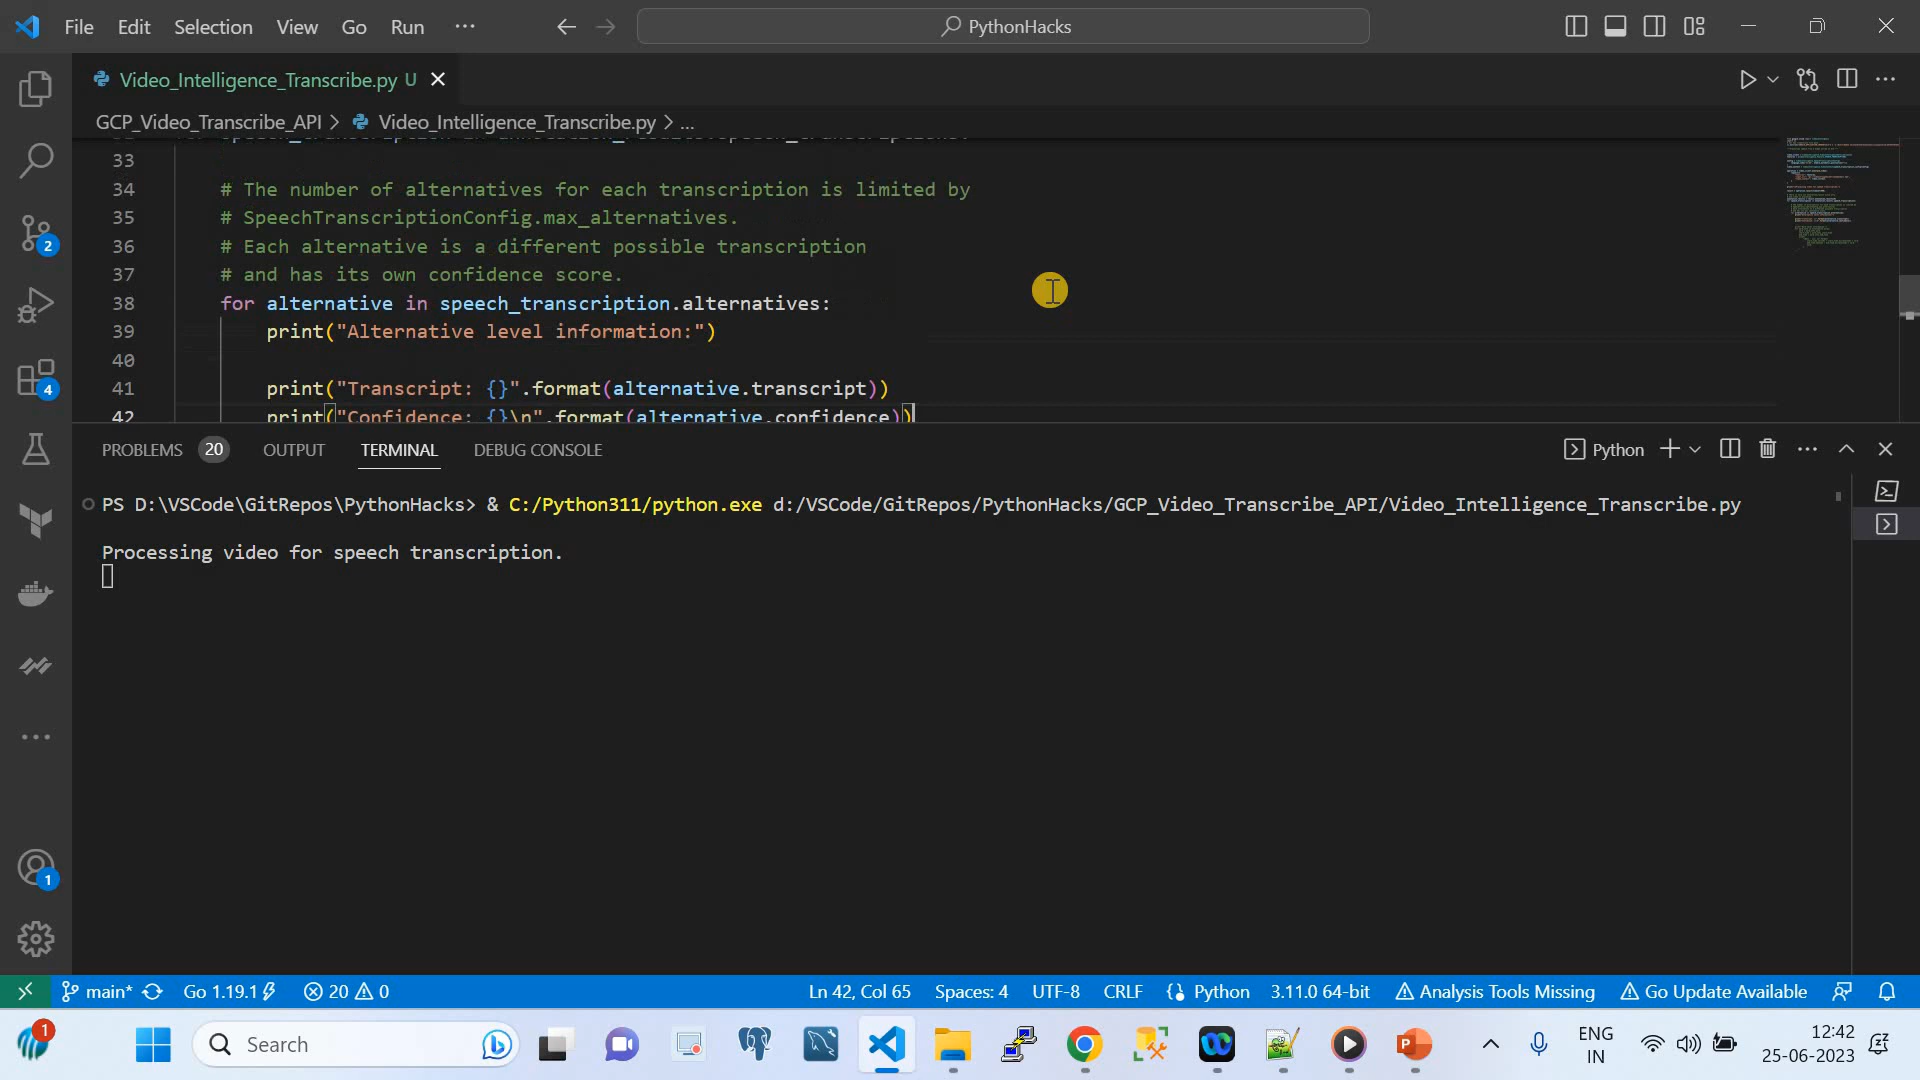 File Edit Selection View Go Run ··· PythonHacks
Video_Intelligence_Transcribe.py U
GCP_Video_Transcribe_API > Video_Intelligence_Transcribe.py > ...
33
34 # The number of alternatives for each transcription is limited by
35 # SpeechTranscriptionConfig.max_alternatives.
36 # Each alternative is a different possible transcription
37 # and has its own confidence score.
38 for alternative in speech_transcription.alternatives:
39 print("Alternative level information:")
40
41 print("Transcript: {}".format(alternative.transcript))
42 print("Confidence: {}\n".format(alternative.confidence))
PROBLEMS 20 OUTPUT TERMINAL DEBUG CONSOLE Python
PS D:\VSCode\GitRepos\PythonHacks> & C:/Python311/python.exe d:/VSCode/GitRepos/PythonHacks/GCP_Video_Transcribe_API/Video_Intelligence_Transcribe.py
Processing video for speech transcription.
2
4
1
main* Go 1.19.1 20 0 Ln 42, Col 65 Spaces: 4 UTF-8 CRLF Python 3.11.0 64-bit Analysis Tools Missing Go Update Available
1 Search ENG 12:42
IN 25-06-2023